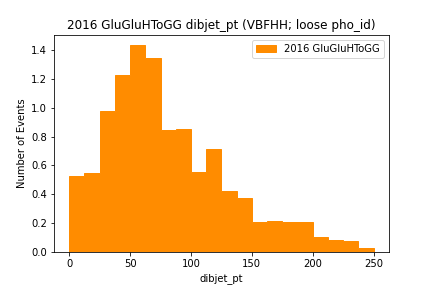 2016 GluGluHToGG dibjet_pt (VBFHH; loose pho_id)
2016 GluGluHToGG
Number of Events
1.4
1.2
1.0
0.8
0.6
0.4
0.2
0.0
0 50 100 150 200 250
dibjet_pt